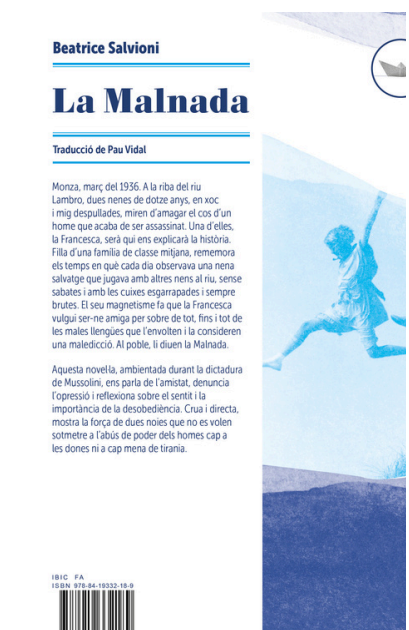 Beatrice Salvioni
La Malnada
Traducció de Pau Vidal
Monza, març del 1936. A la riba del riu
Lambro, dues nenes de dotze anys, en xoc
i mig despullades, miren d’amagar el cos d’un
home que acaba de ser assassinat. Una d’elles,
la Francesca, serà qui ens explicarà la història.
Filla d’una família de classe mitjana, rememora
els temps en què cada dia observava una nena
salvatge que jugava amb altres nens al riu, sense
sabates i amb les cuixes esgarrapades i sempre
brutes. El seu magnetisme fa que la Francesca
vulgui ser-ne amiga per sobre de tot, fins i tot de
les males llengües que l’envolten i la consideren
una maledicció. Al poble, li diuen la Malnada.
Aquesta novel·la, ambientada durant la dictadura
de Mussolini, ens parla de l’amistat, denuncia
l’opressió i reflexiona sobre el sentit i la
importància de la desobediència. Crua i directa,
mostra la força de dues noies que no es volen
sotmetre a l’abús de poder dels homes cap a
les dones ni a cap mena de tirania.
IBIC FA
ISBN 978-84-19332-18-9